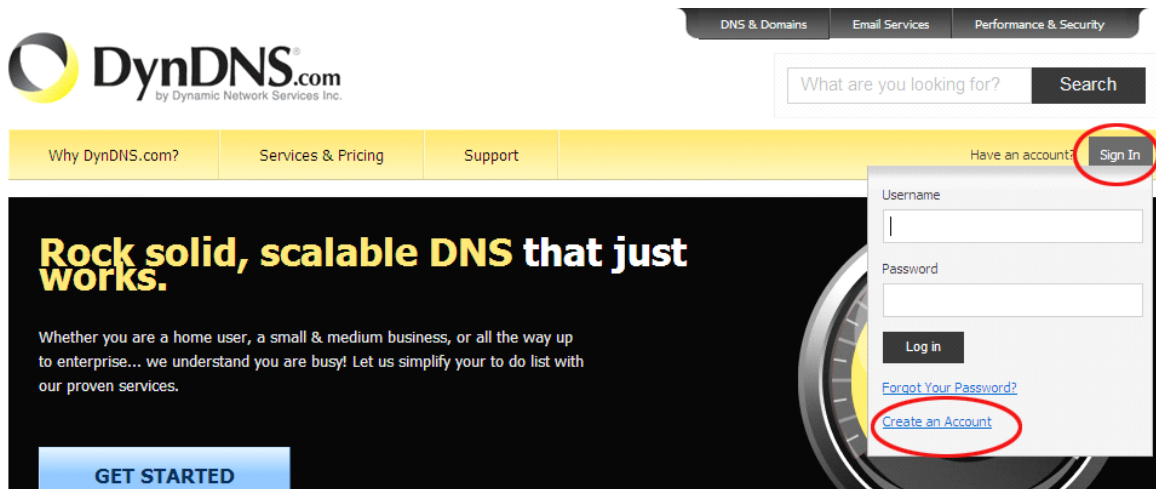 DNS & Domains
Email Services
Performance & Security
DynDNS.com
by Dynamic Network Services Inc.
What are you looking for?
Search
Why DynDNS.com?
Services & Pricing
Support
Have an account?
Sign In
Username
Password
Log in
Forgot Your Password?
Create an Account
Rock solid, scalable DNS that just
works.
Whether you are a home user, a small & medium business, or all the way up
to enterprise... we understand you are busy! Let us simplify your to do list with
our proven services.
GET STARTED